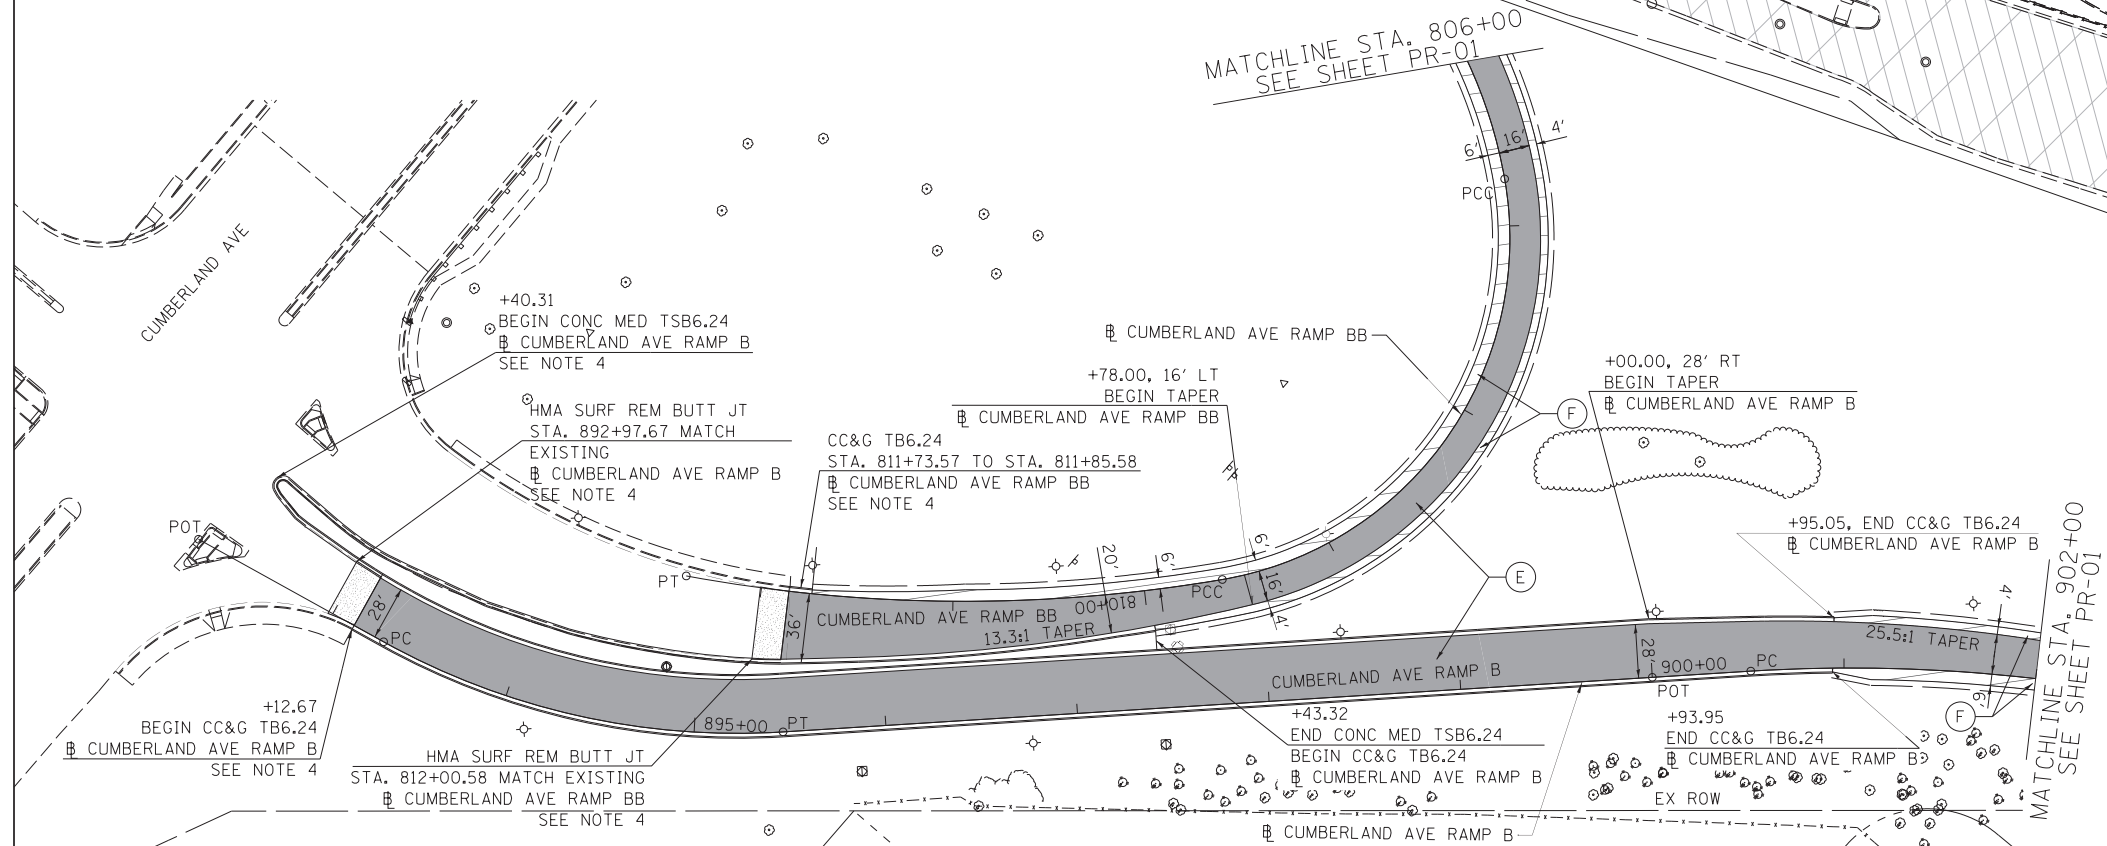 MATCHLINE STA. 806+00
SEE SHEET PR-01
4'
16'
6'
PCC
CUMBERLAND AVE
+40.31
BEGIN CONC MED TSB6.24
℄ CUMBERLAND AVE RAMP B
SEE NOTE 4
℄ CUMBERLAND AVE RAMP BB
+00.00, 28' RT
BEGIN TAPER
℄ CUMBERLAND AVE RAMP B
+78.00, 16' LT
BEGIN TAPER
℄ CUMBERLAND AVE RAMP BB
F
HMA SURF REM BUTT JT
STA. 892+97.67 MATCH
EXISTING
℄ CUMBERLAND AVE RAMP B
SEE NOTE 4
CC&G TB6.24
STA. 811+73.57 TO STA. 811+85.58
℄ CUMBERLAND AVE RAMP BB
SEE NOTE 4
POT
+95.05, END CC&G TB6.24
℄ CUMBERLAND AVE RAMP B
MATCHLINE STA. 902+00
SEE SHEET PR-01
PT
20'
6'
6'
16'
4'
PCC
E
4'
28'
PC
36'
CUMBERLAND AVE RAMP BB
810+00
13.3:1 TAPER
25.5:1 TAPER
28'
900+00
PC
POT
6'
F
CUMBERLAND AVE RAMP B
895+00
PT
+12.67
BEGIN CC&G TB6.24
℄ CUMBERLAND AVE RAMP B
SEE NOTE 4
HMA SURF REM BUTT JT
STA. 812+00.58 MATCH EXISTING
℄ CUMBERLAND AVE RAMP BB
SEE NOTE 4
+43.32
END CONC MED TSB6.24
BEGIN CC&G TB6.24
℄ CUMBERLAND AVE RAMP B
+93.95
END CC&G TB6.24
℄ CUMBERLAND AVE RAMP B
EX ROW
℄ CUMBERLAND AVE RAMP B